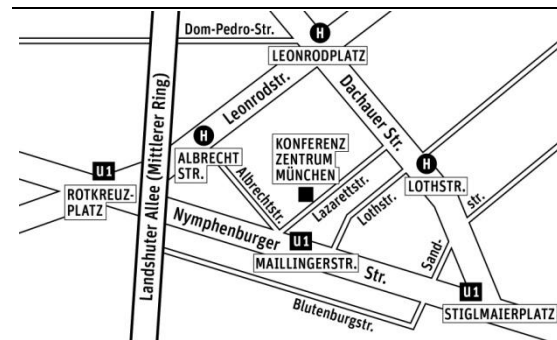 Dom-Pedro-Str.
H
LEONRODPLATZ
Landshuter Allee (Mittlerer Ring)
Leonrodstr.
Dachauer Str.
H
ALBRECHT
STR.
KONFERENZ
ZENTRUM
MÜNCHEN
H
LOTHSTR.
U1
ROTKREUZ-
PLATZ
Albrechtstr.
Lazarettstr.
Lothstr.
Sand-
str.
Nymphenburger
Str.
U1
MAILLINGERSTR.
Blutenburgstr.
U1
STIGLMAIERPLATZ